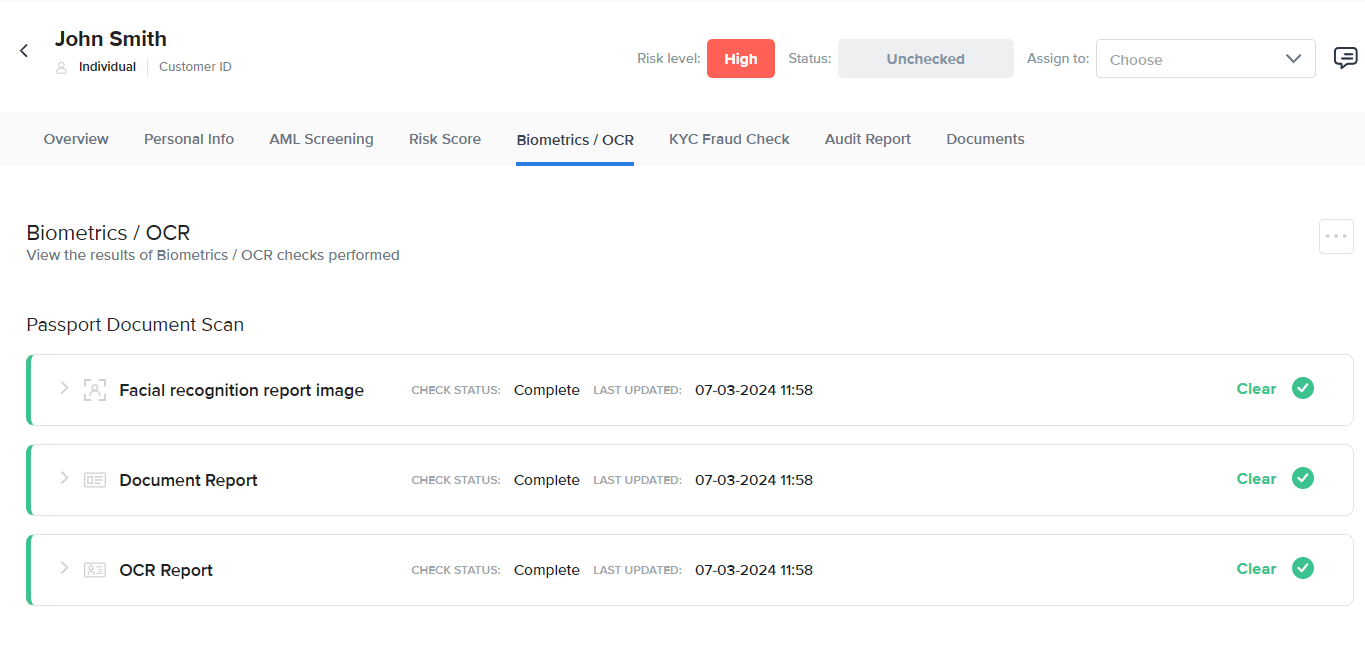 John Smith
Individual Customer ID
Risk level: High Status: Unchecked Assign to: Choose
Overview Personal Info AML Screening Risk Score Biometrics / OCR KYC Fraud Check Audit Report Documents
Biometrics / OCR
View the results of Biometrics / OCR checks performed
Passport Document Scan
Facial recognition report image CHECK STATUS: Complete LAST UPDATED: 07-03-2024 11:58 Clear
Document Report CHECK STATUS: Complete LAST UPDATED: 07-03-2024 11:58 Clear
OCR Report CHECK STATUS: Complete LAST UPDATED: 07-03-2024 11:58 Clear